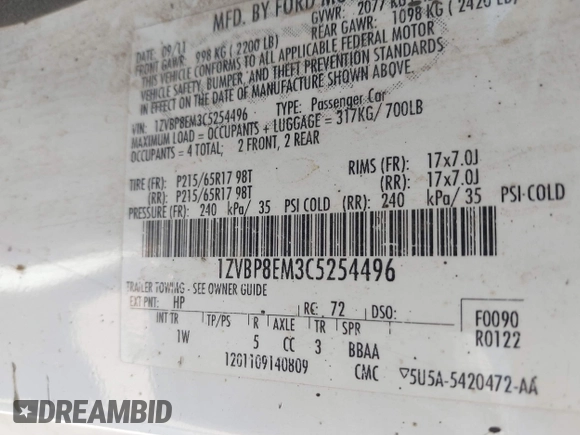 MFD. BY FORD MO
GVWR: 2077 KG
DATE: 09/11
REAR GAWR: 1098 KG ( 2420 LB)
FRONT GAWR: 998 KG ( 2200 LB)
THIS VEHICLE CONFORMS TO ALL APPLICABLE FEDERAL MOTOR
VEHICLE SAFETY, BUMPER, AND THEFT PREVENTION STANDARDS
IN EFFECT ON THE DATE OF MANUFACTURE SHOWN ABOVE.
VIN: 1ZVBP8EM3C5254496 TYPE: Passenger Car
MAXIMUM LOAD = OCCUPANTS + LUGGAGE = 317KG/ 700LB
OCCUPANTS = 4 TOTAL; 2 FRONT, 2 REAR
TIRE (FR): P215/65R17 98T RIMS (FR): 17x7.0J
(RR): P215/65R17 98T (RR): 17x7.0J
PRESSURE (FR): 240 kPa/ 35 PSI COLD (RR): 240 kPa/ 35 PSI-COLD
1ZVBP8EM3C5254496
TRAILER TOWING - SEE OWNER GUIDE
EXT PNT: HP RC: 72 DSO:
F0090
R0122
INT TR TP/PS R AXLE TR SPR
1W 5 CC 3 BBAA
1201109140809 CMC 5U5A-5420472-AA
DREAMBID